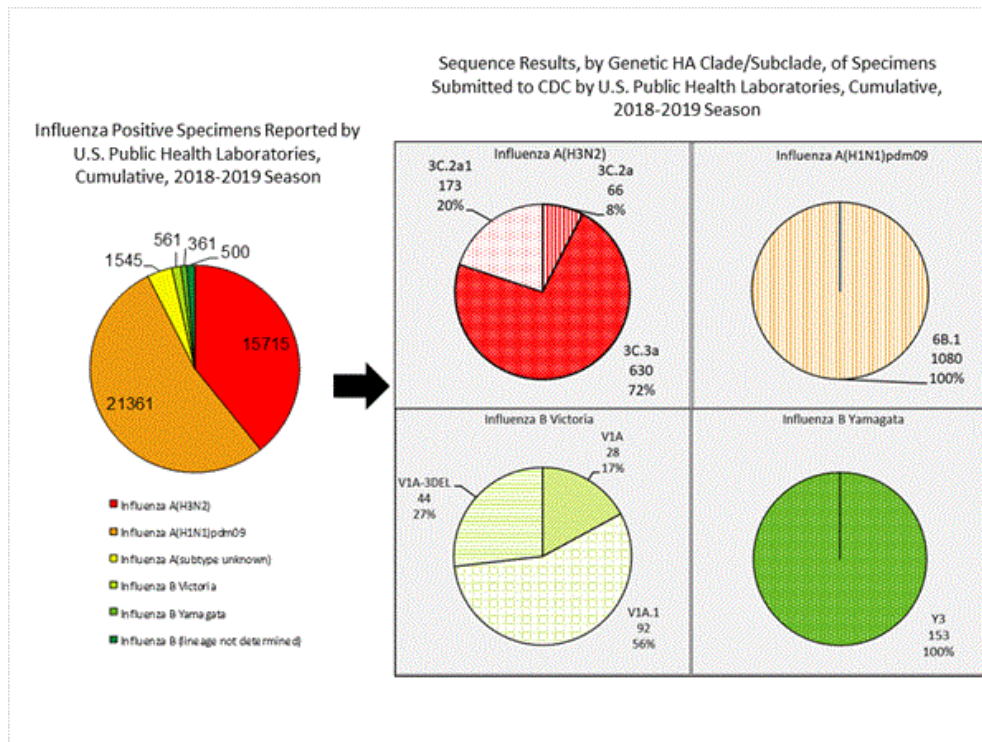 Sequence Results, by Genetic HA Clade/Subclade, of Specimens
Submitted to CDC by U.S. Public Health Laboratories, Cumulative,
2018-2019 Season
Influenza Positive Specimens Reported by
U.S. Public Health Laboratories,
Cumulative, 2018-2019 Season
561
361
500
1545
15715
21361
Influenza A(H3N2)
Influenza A(H1N1)pdm09
Influenza A(subtype unknown)
Influenza B Victoria
Influenza B Yamagata
Influenza B (lineage not determined)
Influenza A(H3N2)
3C.2a1
173
20%
3C.2a
66
8%
3C.3a
630
72%
Influenza A(H1N1)pdm09
6B.1
1080
100%
Influenza B Victoria
V1A
28
17%
V1A-3DEL
44
27%
V1A.1
92
56%
Influenza B Yamagata
Y3
153
100%